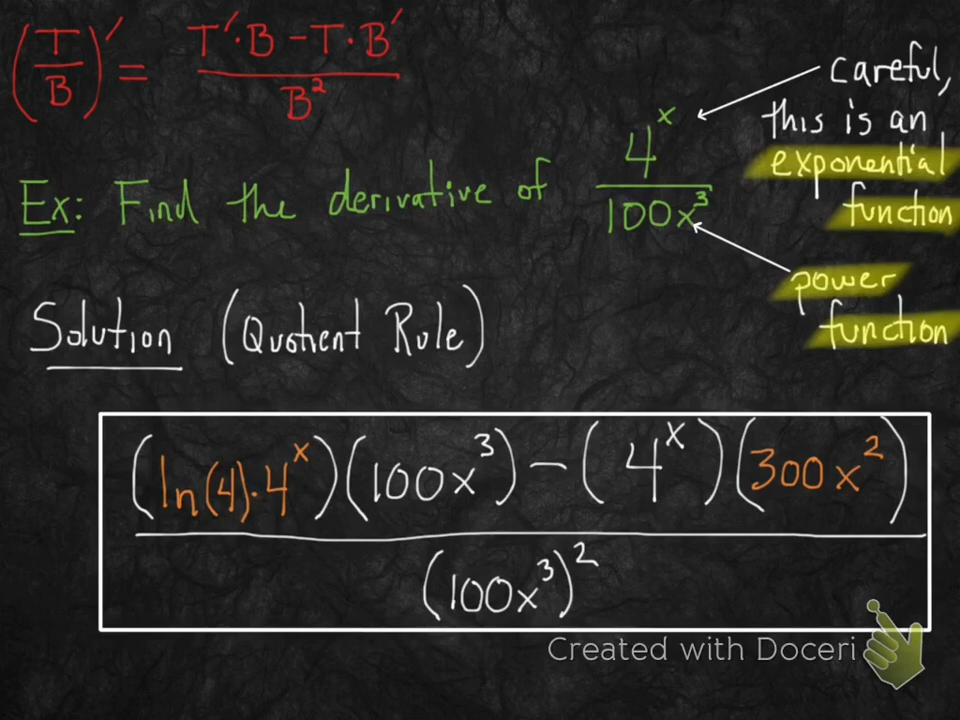 (T/B)' = (T'·B − T·B')/B²
careful,
this is an
exponential
function
Ex: Find the derivative of 4^x/100x³
power
function
Solution (Quotient Rule)
(ln(4)·4^x)(100x³) − (4^x)(300x²)
(100x³)²
Created with Doceri